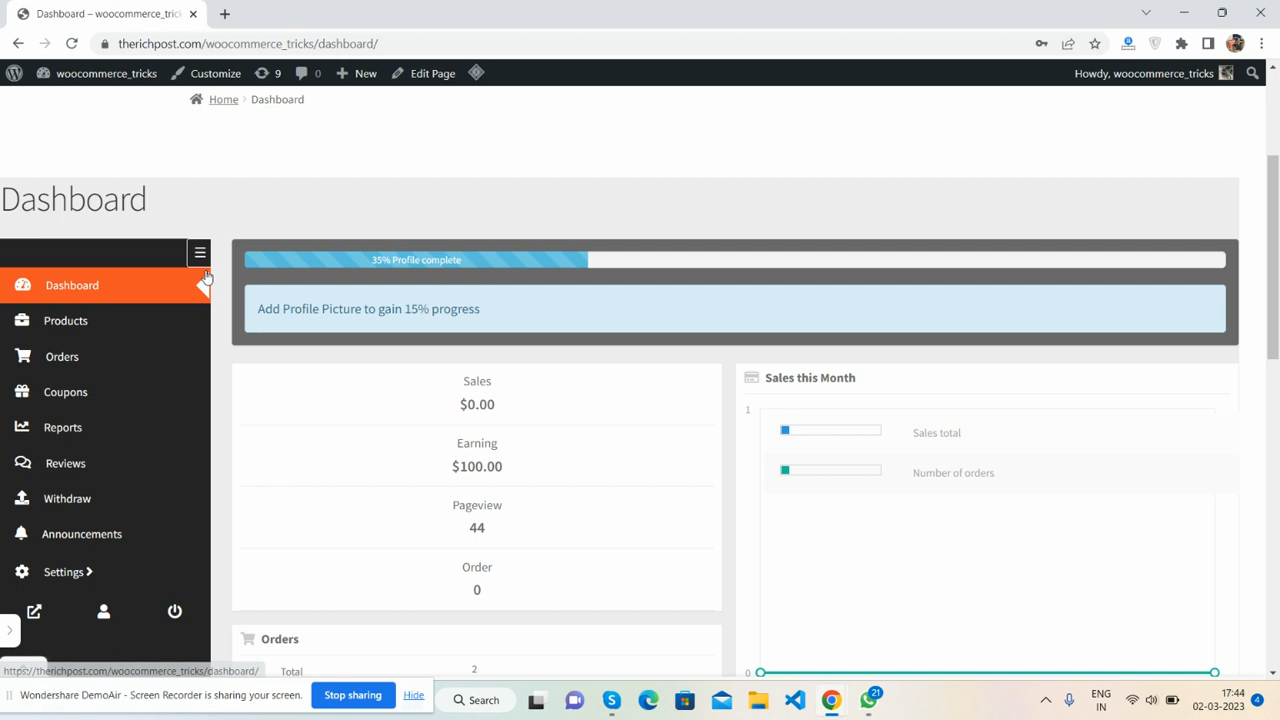 Dashboard – woocommerce_tric
therichpost.com/woocommerce_tricks/dashboard/
woocommerce_tricks Customize 9 0 New Edit Page Howdy, woocommerce_tricks
Home Dashboard
Dashboard
35% Profile complete
Add Profile Picture to gain 15% progress
Dashboard
Products
Orders
Coupons
Reports
Reviews
Withdraw
Announcements
Settings
Sales
$0.00
Earning
$100.00
Pageview
44
Order
0
Orders
Total 2
Sales this Month
1
Sales total
Number of orders
0
https://therichpost.com/woocommerce_tricks/dashboard/
Wondershare DemoAir - Screen Recorder is sharing your screen. Stop sharing Hide
Search
21
ENG
IN
17:44
02-03-2023
4